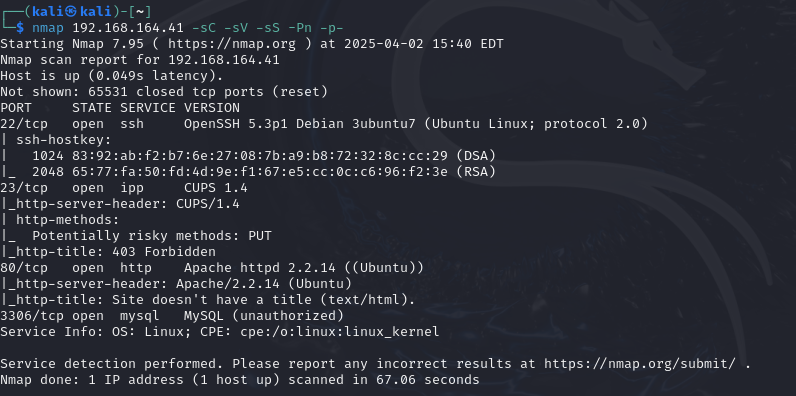 ┌──(kali㉿kali)-[~]
└─$ nmap 192.168.164.41 -sC -sV -sS -Pn -p-
Starting Nmap 7.95 ( https://nmap.org ) at 2025-04-02 15:40 EDT
Nmap scan report for 192.168.164.41
Host is up (0.049s latency).
Not shown: 65531 closed tcp ports (reset)
PORT     STATE SERVICE VERSION
22/tcp   open  ssh     OpenSSH 5.3p1 Debian 3ubuntu7 (Ubuntu Linux; protocol 2.0)
| ssh-hostkey:
|   1024 83:92:ab:f2:b7:6e:27:08:7b:a9:b8:72:32:8c:cc:29 (DSA)
|_  2048 65:77:fa:50:fd:4d:9e:f1:67:e5:cc:0c:c6:96:f2:3e (RSA)
23/tcp   open  ipp     CUPS 1.4
|_http-server-header: CUPS/1.4
| http-methods:
|_  Potentially risky methods: PUT
|_http-title: 403 Forbidden
80/tcp   open  http    Apache httpd 2.2.14 ((Ubuntu))
|_http-server-header: Apache/2.2.14 (Ubuntu)
|_http-title: Site doesn't have a title (text/html).
3306/tcp open  mysql   MySQL (unauthorized)
Service Info: OS: Linux; CPE: cpe:/o:linux:linux_kernel

Service detection performed. Please report any incorrect results at https://nmap.org/submit/ .
Nmap done: 1 IP address (1 host up) scanned in 67.06 seconds